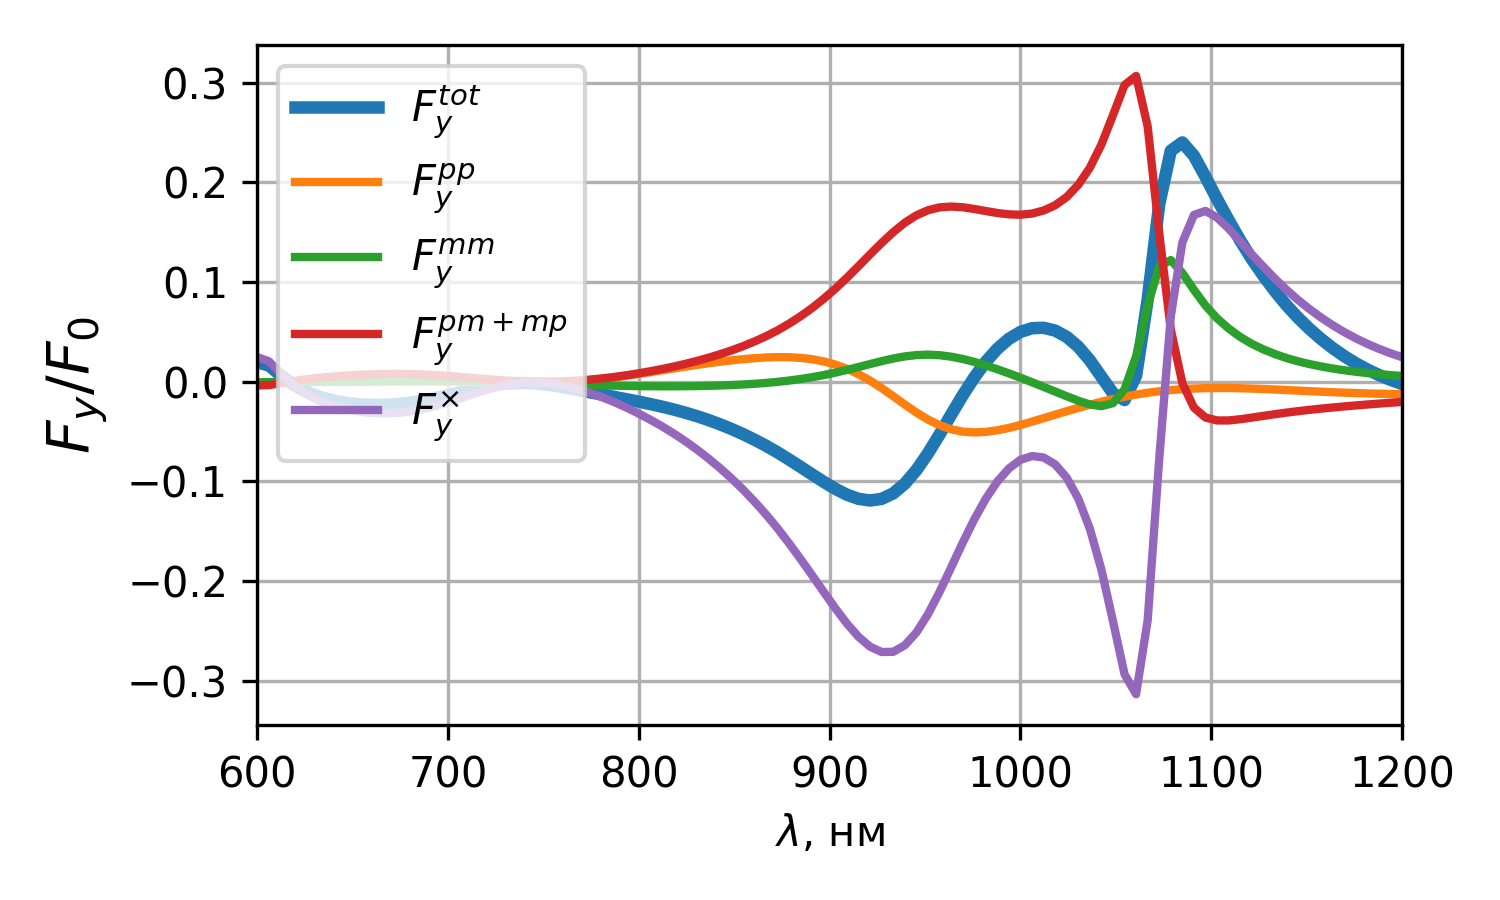 F_y/F_0
0.3
0.2
0.1
0.0
−0.1
−0.2
−0.3
F_y^{tot}
F_y^{pp}
F_y^{mm}
F_y^{pm+mp}
F_y^{×}
600 700 800 900 1000 1100 1200
λ, нм